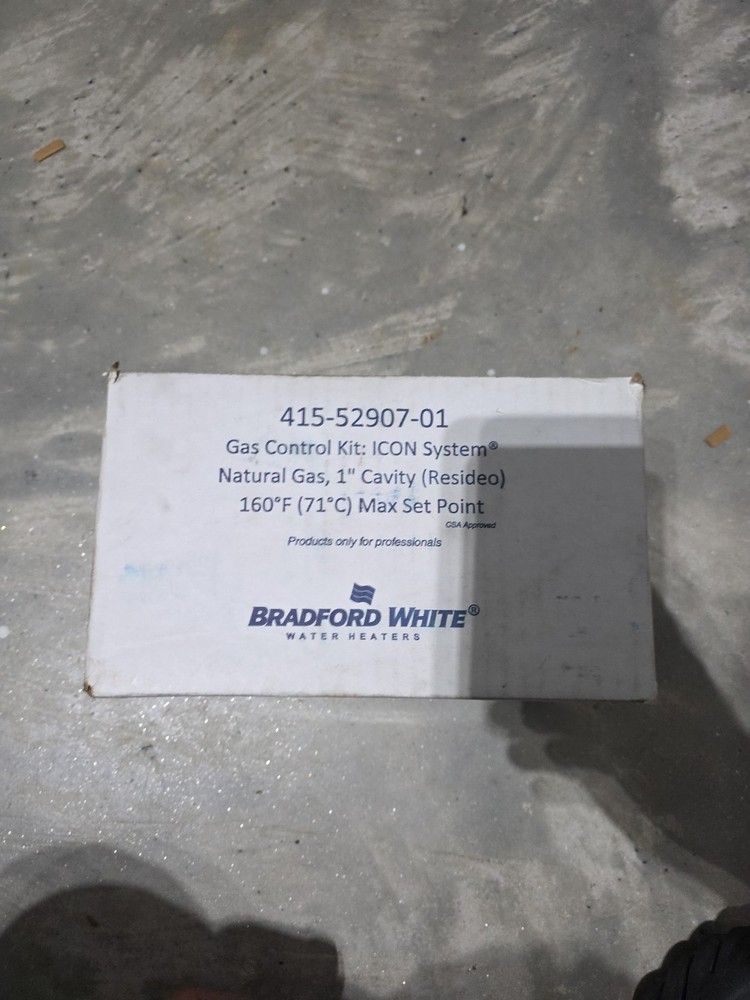 415-52907-01
Gas Control Kit: ICON System®
Natural Gas, 1" Cavity (Resideo)
160°F (71°C) Max Set Point
CSA Approved
Products only for professionals
BRADFORD WHITE®
WATER HEATERS